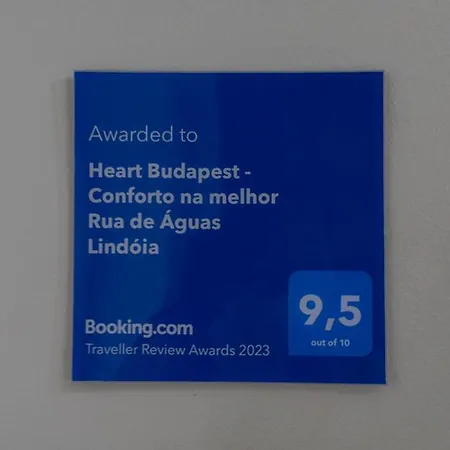 Awarded to
Heart Budapest -
Conforto na melhor
Rua de Águas
Lindóia
9,5
out of 10
Booking.com
Traveller Review Awards 2023